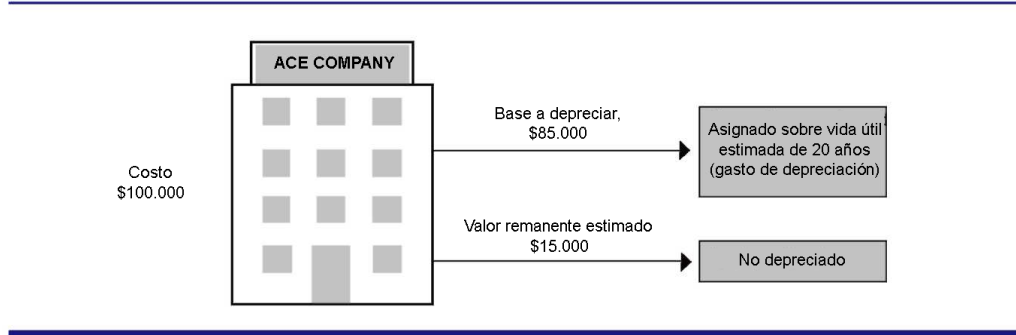 ACE COMPANY
Costo
$100.000
Base a depreciar,
$85.000
Asignado sobre vida útil
estimada de 20 años
(gasto de depreciación)
Valor remanente estimado
$15.000
No depreciado